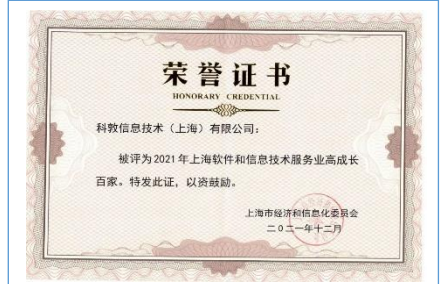 荣誉证书
HONORARY CREDENTIAL
科敦信息技术（上海）有限公司：
被评为2021年上海软件和信息技术服务业高成长
百家。特发此证，以资鼓励。
上海市经济和信息化委员会
二〇二一年十二月